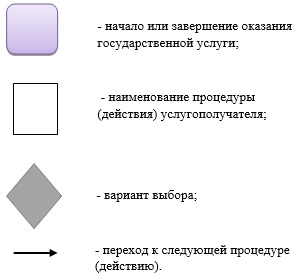 - начало или завершение оказания
государственной услуги;
- наименование процедуры
(действия) услугополучателя;
- вариант выбора;
- переход к следующей процедуре
(действию).